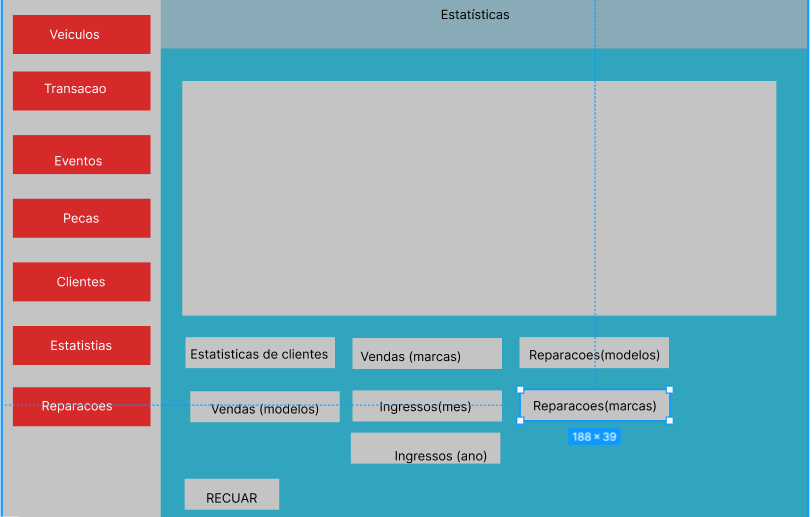 Estatísticas
Veiculos
Transacao
Eventos
Pecas
Clientes
Estatistias
Reparacoes
Estatisticas de clientes
Vendas (marcas)
Reparacoes(modelos)
Vendas (modelos)
Ingressos(mes)
Reparacoes(marcas)
188 × 39
Ingressos (ano)
RECUAR